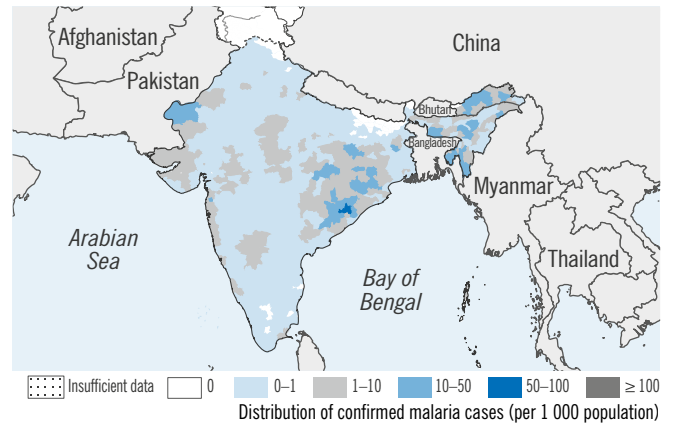 Afghanistan
China
Pakistan
Bhutan
Bangladesh
Myanmar
Arabian
Sea
Thailand
Bay of
Bengal
Insufficient data
0
0–1
1–10
10–50
50–100
≥ 100
Distribution of confirmed malaria cases (per 1 000 population)